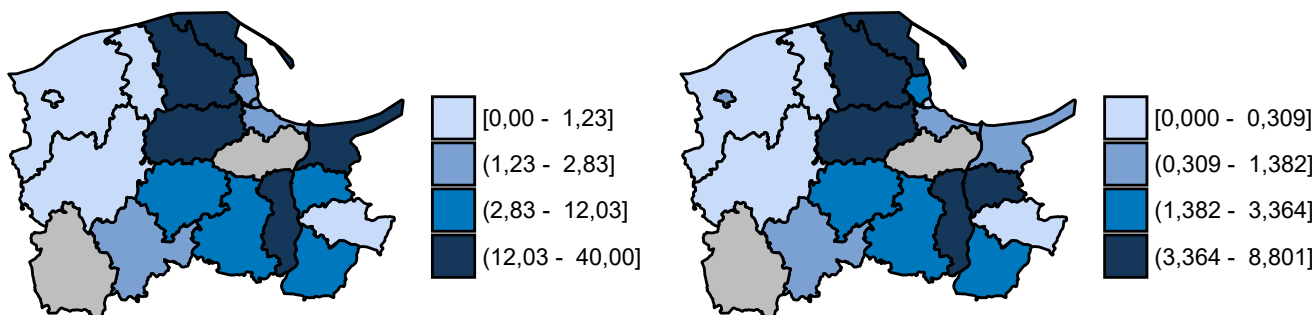 [0,00 - 1,23]
(1,23 - 2,83]
(2,83 - 12,03]
(12,03 - 40,00]
[0,000 - 0,309]
(0,309 - 1,382]
(1,382 - 3,364]
(3,364 - 8,801]